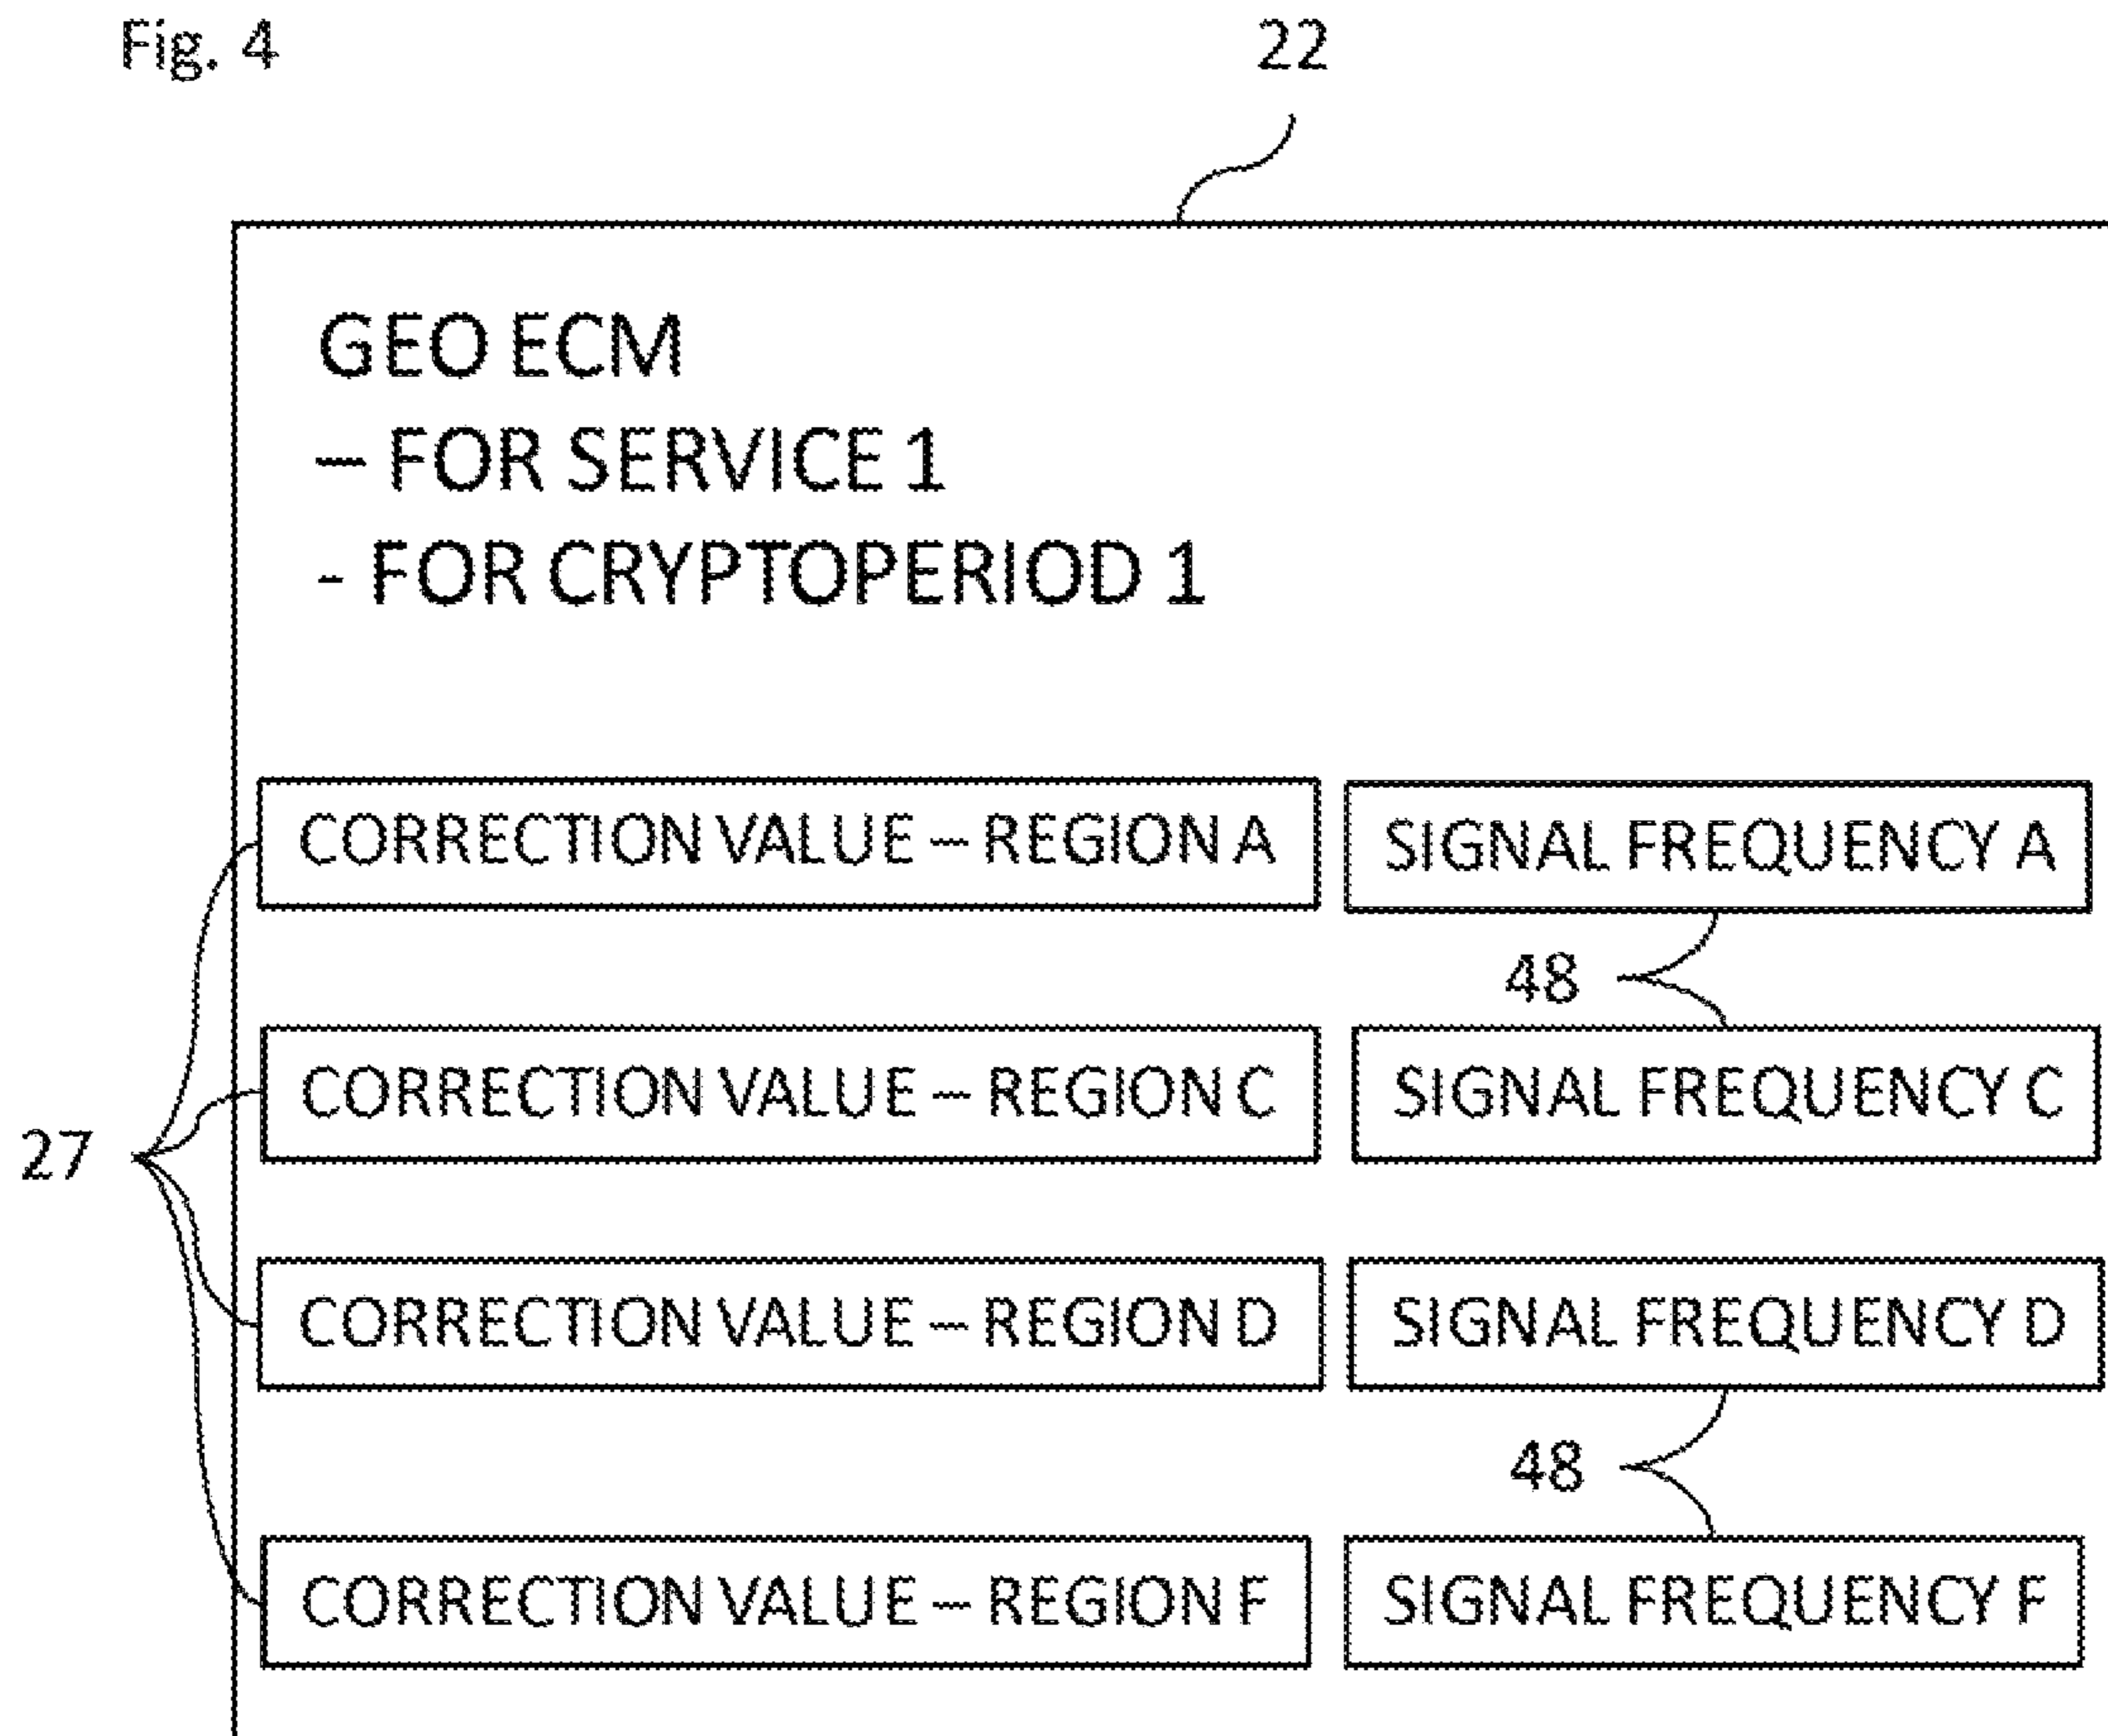 Fig. 4
22
GEO ECM
– FOR SERVICE 1
- FOR CRYPTOPERIOD 1
CORRECTION VALUE – REGION A SIGNAL FREQUENCY A
48
CORRECTION VALUE – REGION C SIGNAL FREQUENCY C
27
CORRECTION VALUE – REGION D SIGNAL FREQUENCY D
48
CORRECTION VALUE – REGION F SIGNAL FREQUENCY F